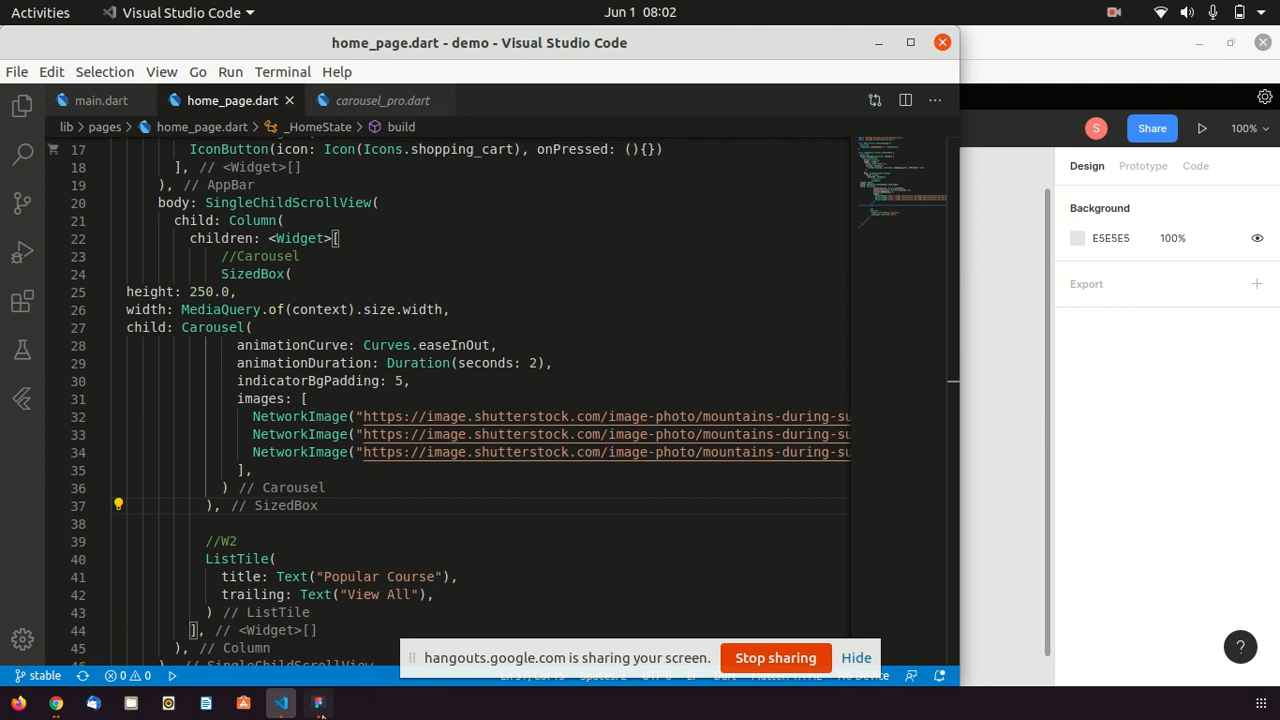 Activities
Visual Studio Code
Jun 1 08:02
home_page.dart - demo - Visual Studio Code
File Edit Selection View Go Run Terminal Help
main.dart
home_page.dart
carousel_pro.dart
lib > pages > home_page.dart > _HomeState > build
17 IconButton(icon: Icon(Icons.shopping_cart), onPressed: (){})
18 ], // <Widget>[]
19 ), // AppBar
20 body: SingleChildScrollView(
21 child: Column(
22 children: <Widget>[
23 //Carousel
24 SizedBox(
25 height: 250.0,
26 width: MediaQuery.of(context).size.width,
27 child: Carousel(
28 animationCurve: Curves.easeInOut,
29 animationDuration: Duration(seconds: 2),
30 indicatorBgPadding: 5,
31 images: [
32 NetworkImage("https://image.shutterstock.com/image-photo/mountains-during-su
33 NetworkImage("https://image.shutterstock.com/image-photo/mountains-during-su
34 NetworkImage("https://image.shutterstock.com/image-photo/mountains-during-su
35 ],
36 ) // Carousel
37 ), // SizedBox
38
39 //W2
40 ListTile(
41 title: Text("Popular Course"),
42 trailing: Text("View All"),
43 ) // ListTile
44 ], // <Widget>[]
45 ), // Column
46 ), // SingleChildScrollView
stable
0 0
hangouts.google.com is sharing your screen.
Stop sharing
Hide
S
Share
100%
Design Prototype Code
Background
E5E5E5 100%
Export
?